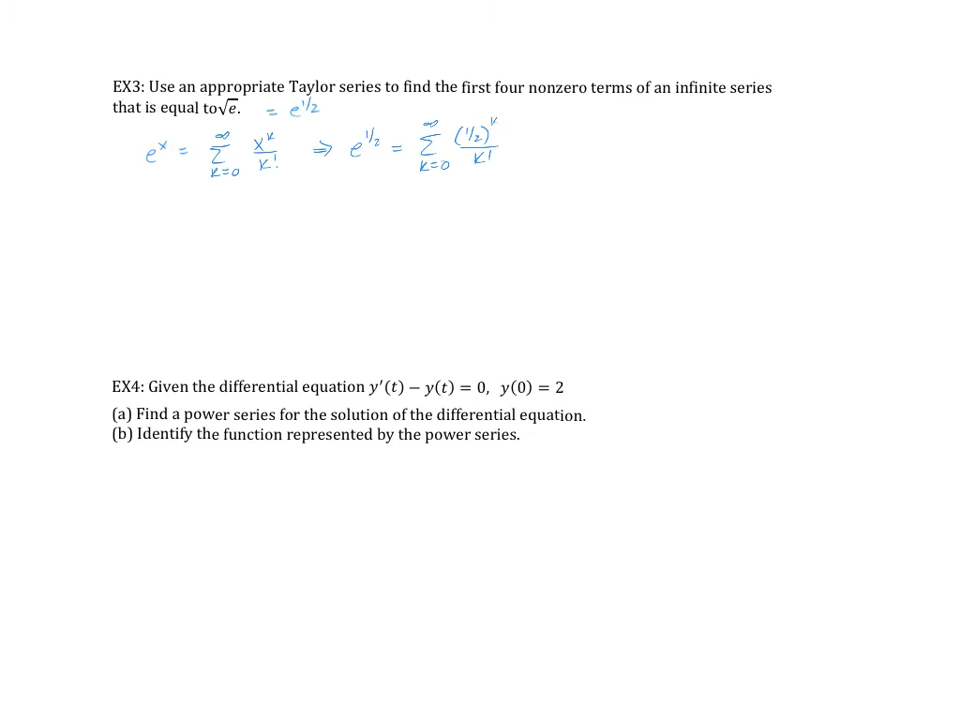 EX3: Use an appropriate Taylor series to find the first four nonzero terms of an infinite series
that is equal to √e. = e^{1/2}
e^x = ∑_{k=0}^{∞} x^k/k! ⇒ e^{1/2} = ∑_{k=0}^{∞} (1/2)^k/k!
EX4: Given the differential equation y′(t) − y(t) = 0, y(0) = 2
(a) Find a power series for the solution of the differential equation.
(b) Identify the function represented by the power series.